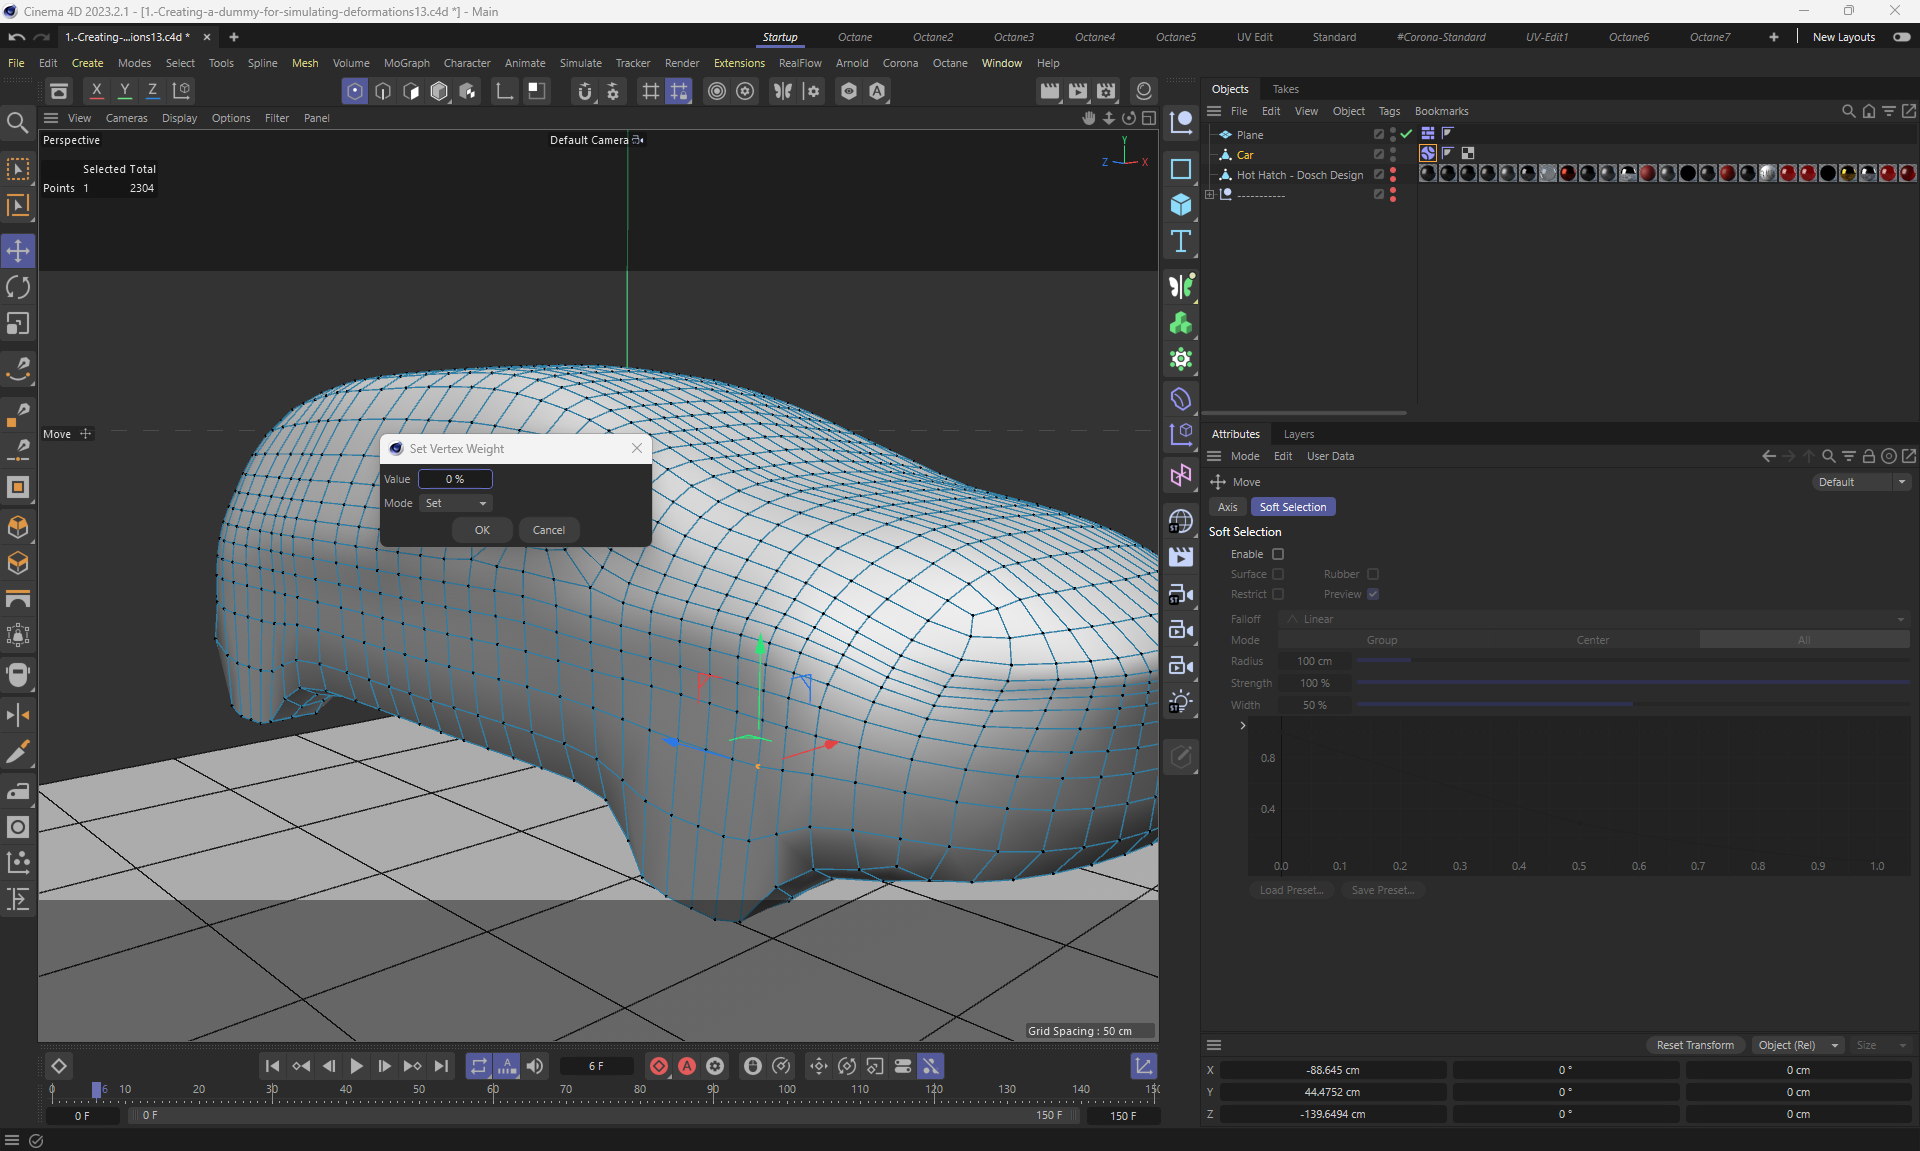 Cinema 4D 2023.2.1 - [1.-Creating-a-dummy-for-simulating-deformations13.c4d *] - Main
1.-Creating-...ions13.c4d * × +
Startup Octane Octane2 Octane3 Octane4 Octane5 UV Edit Standard #Corona-Standard UV-Edit1 Octane6 Octane7 + New Layouts
File Edit Create Modes Select Tools Spline Mesh Volume MoGraph Character Animate Simulate Tracker Render Extensions RealFlow Arnold Corona Octane Window Help
X Y Z
View Cameras Display Options Filter Panel
Perspective
Default Camera
Selected Total
Points 1 2304
Y
Z X
Move
Set Vertex Weight
Value 0 %
Mode Set
OK Cancel
Grid Spacing : 50 cm
Objects Takes
File Edit View Object Tags Bookmarks
Plane
Car
Hot Hatch - Dosch Design
-----------
Attributes Layers
Mode Edit User Data
Move
Default
Axis Soft Selection
Soft Selection
Enable
Surface Rubber
Restrict Preview
Falloff Linear
Mode Group Center All
Radius 100 cm
Strength 100 %
Width 50 %
0.8
0.4
0.0 0.1 0.2 0.3 0.4 0.5 0.6 0.7 0.8 0.9 1.0
Load Preset... Save Preset...
Reset Transform Object (Rel) Size
X -88.645 cm 0 ° 0 cm
Y 44.4752 cm 0 ° 0 cm
Z -139.6494 cm 0 ° 0 cm
6 F
0 6 10 20 30 40 50 60 70 80 90 100 110 120 130 140 150
0 F 0 F 150 F 150 F